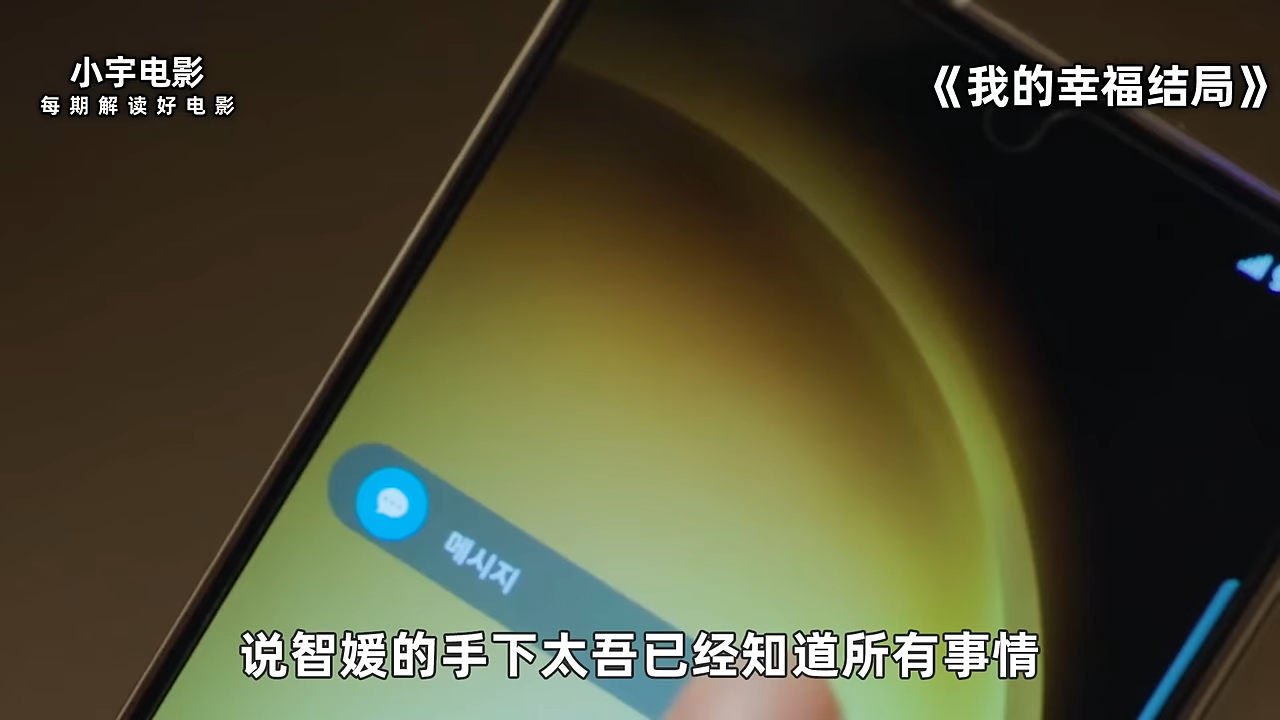 小宇电影
每期解读好电影
《我的幸福结局》
메시지
说智媛的手下太吾已经知道所有事情